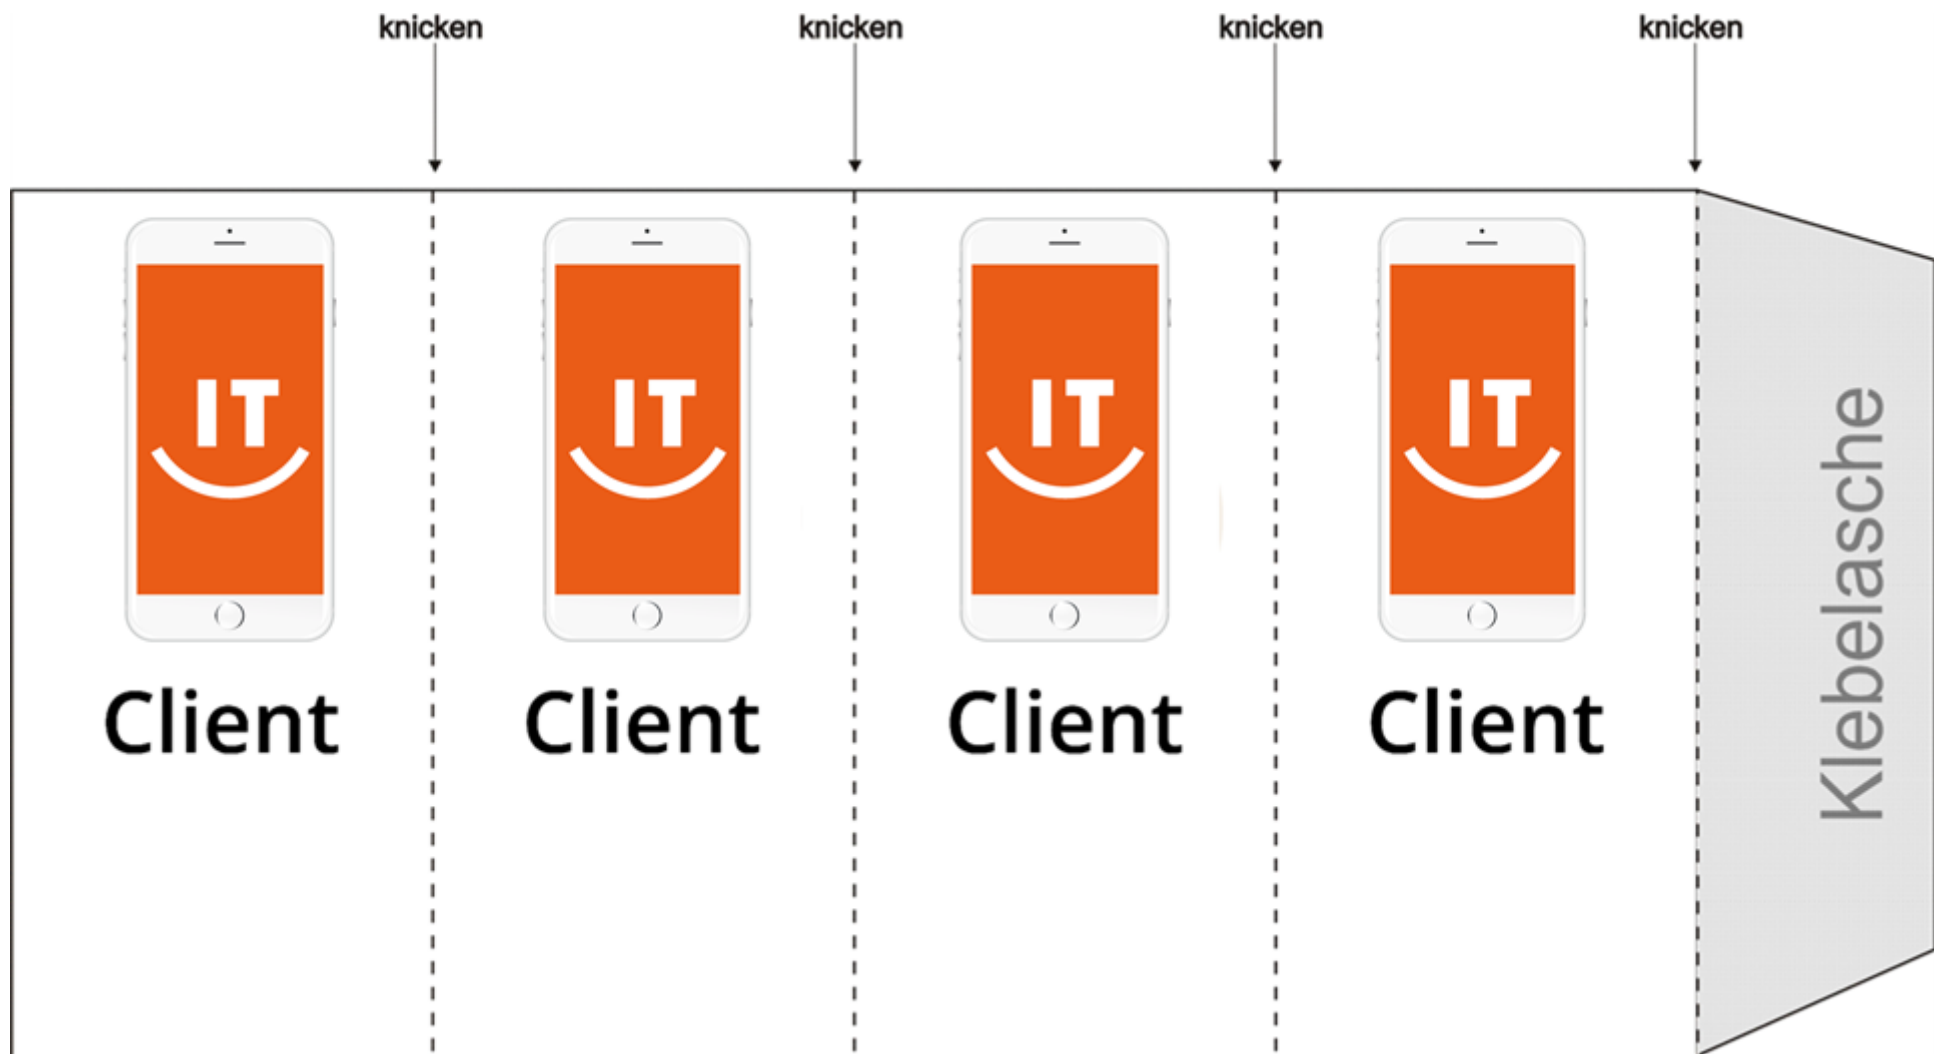 knicken knicken knicken knicken
IT IT IT IT
Client Client Client Client
Klebelasche